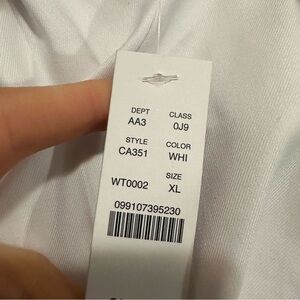 DEPT CLASS
AA3 0J9
STYLE COLOR
CA351 WHI
SIZE
WT0002 XL
099107395230